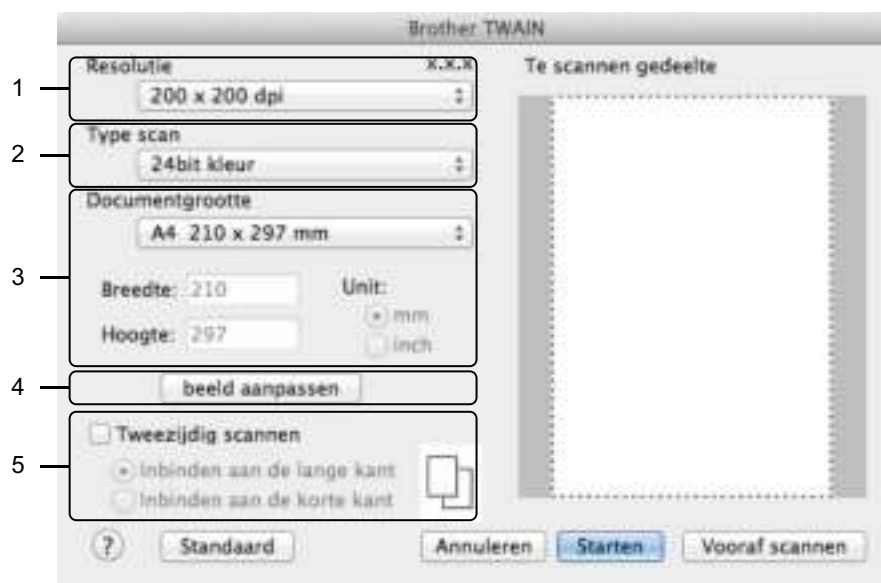 Brother TWAIN
1
Resolutie x.x.x
200 x 200 dpi
2
Type scan
24bit kleur
3
Documentgrootte
A4 210 x 297 mm
Breedte: 210
Unit:
mm
Hoogte: 297
inch
4
beeld aanpassen
5
Tweezijdig scannen
Inbinden aan de lange kant
Inbinden aan de korte kant
Te scannen gedeelte
? Standaard Annuleren Starten Vooraf scannen